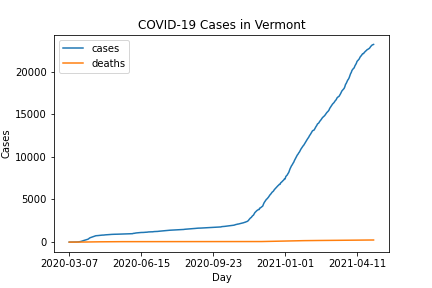 COVID-19 Cases in Vermont
cases
deaths
20000
15000
10000
5000
0
Cases
2020-03-07 2020-06-15 2020-09-23 2021-01-01 2021-04-11
Day